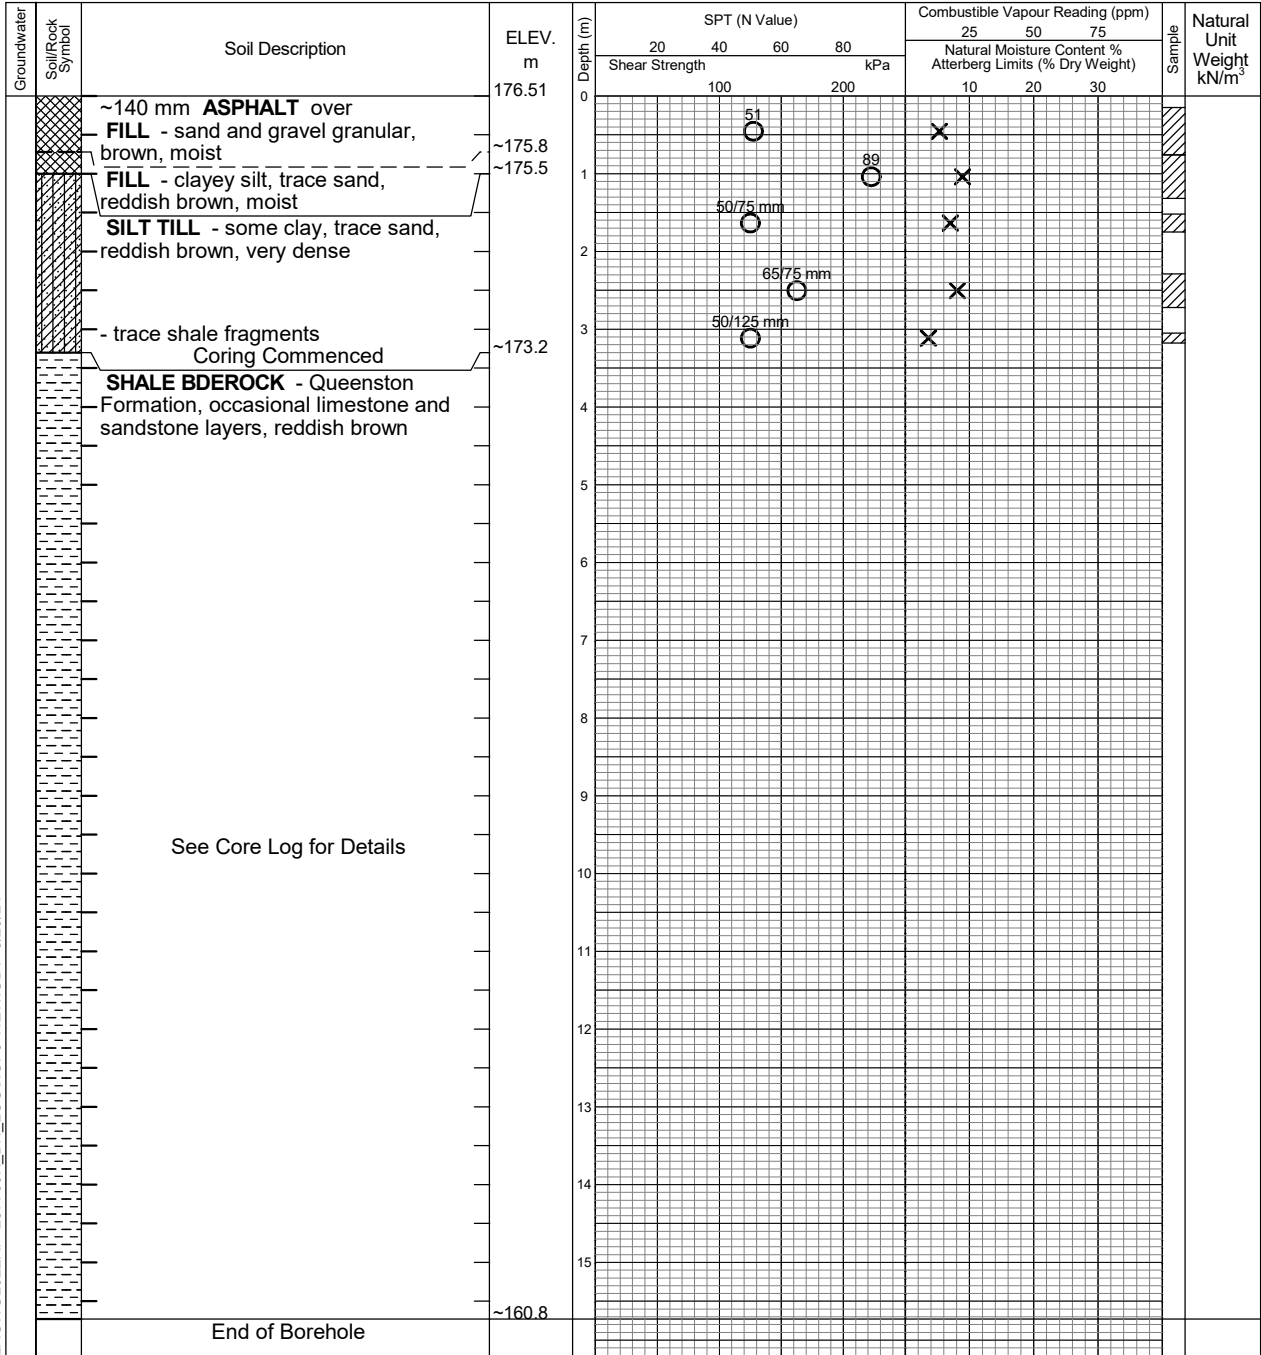 Groundwater
Soil/Rock
Symbol
Soil Description
ELEV.
m
Depth (m)
SPT (N Value)
20 40 60 80
Shear Strength kPa
100 200
Combustible Vapour Reading (ppm)
25 50 75
Natural Moisture Content %
Atterberg Limits (% Dry Weight)
10 20 30
Sample
Natural
Unit
Weight
kN/m³
176.51
0
~140 mm ASPHALT over
FILL - sand and gravel granular,
brown, moist
~175.8
51
FILL - clayey silt, trace sand,
reddish brown, moist
~175.5
1
89
SILT TILL - some clay, trace sand,
reddish brown, very dense
50/75 mm
2
65/75 mm
- trace shale fragments
3
50/125 mm
Coring Commenced
~173.2
SHALE BDEROCK - Queenston
Formation, occasional limestone and
sandstone layers, reddish brown
4
5
6
7
8
9
See Core Log for Details
10
11
12
13
14
15
~160.8
End of Borehole